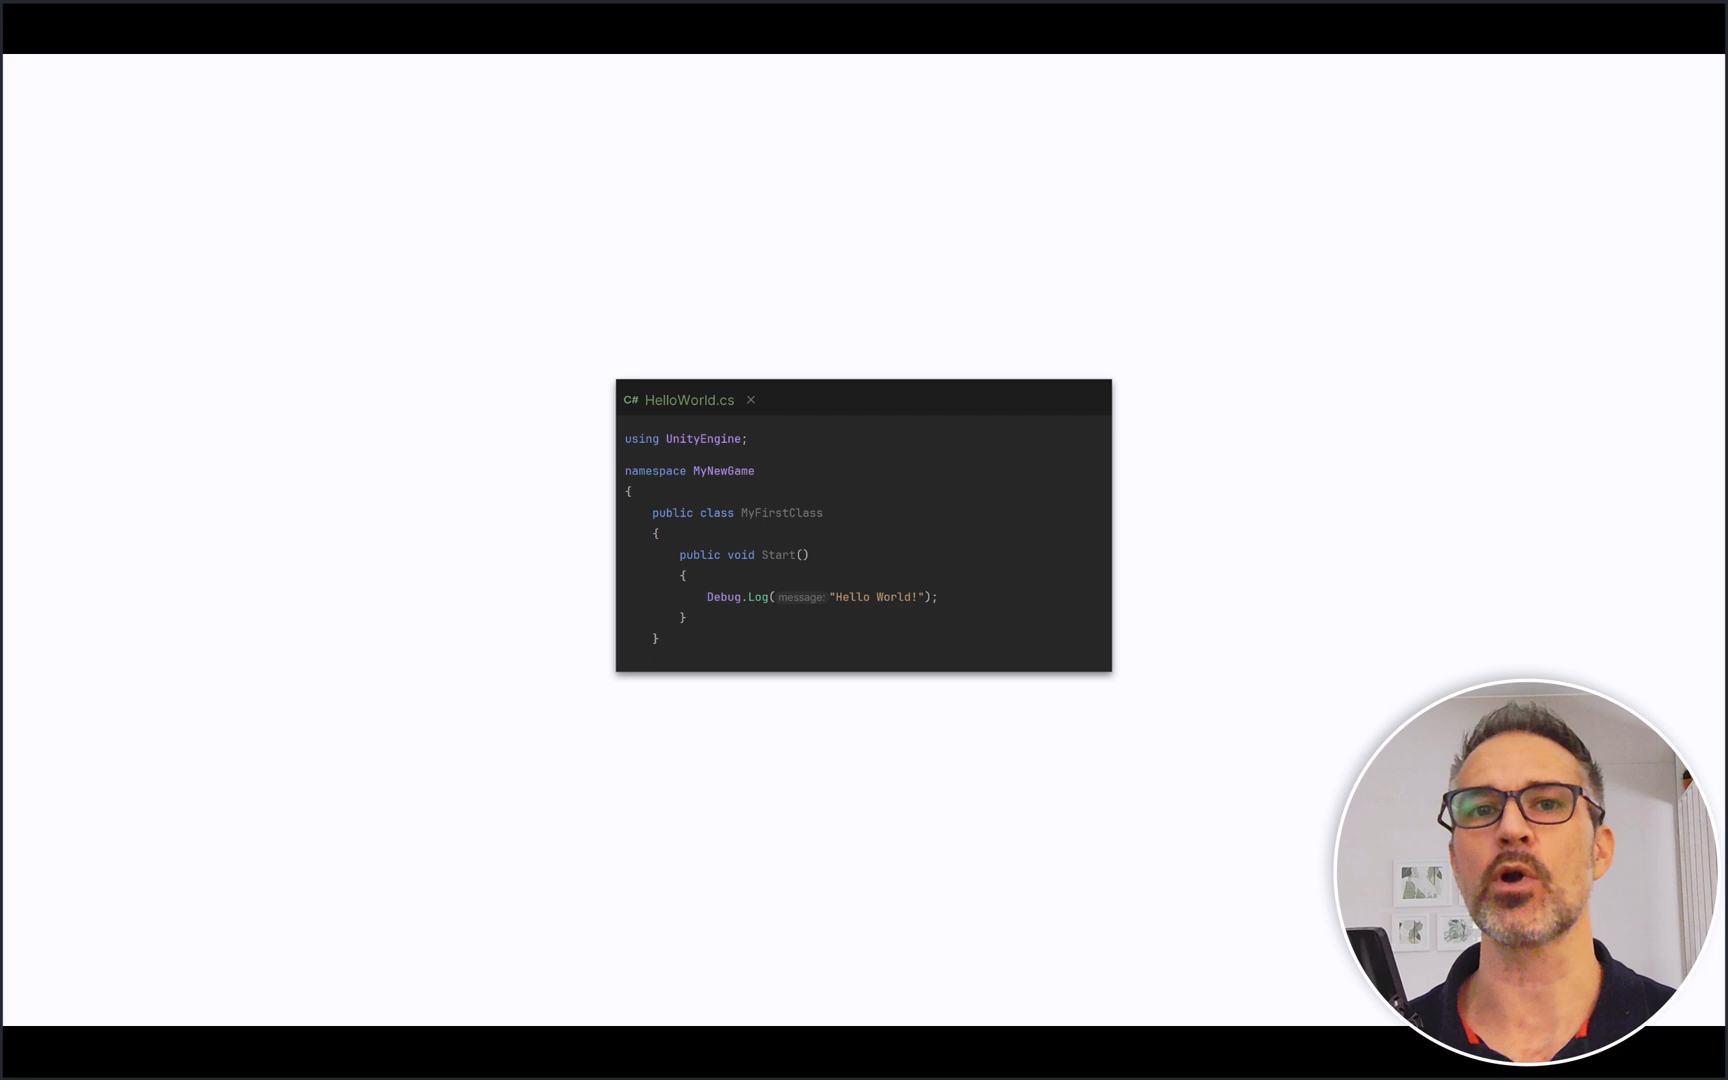 C# HelloWorld.cs ×
using UnityEngine;
namespace MyNewGame
{
    public class MyFirstClass
    {
        public void Start()
        {
            Debug.Log( message: "Hello World!");
        }
    }